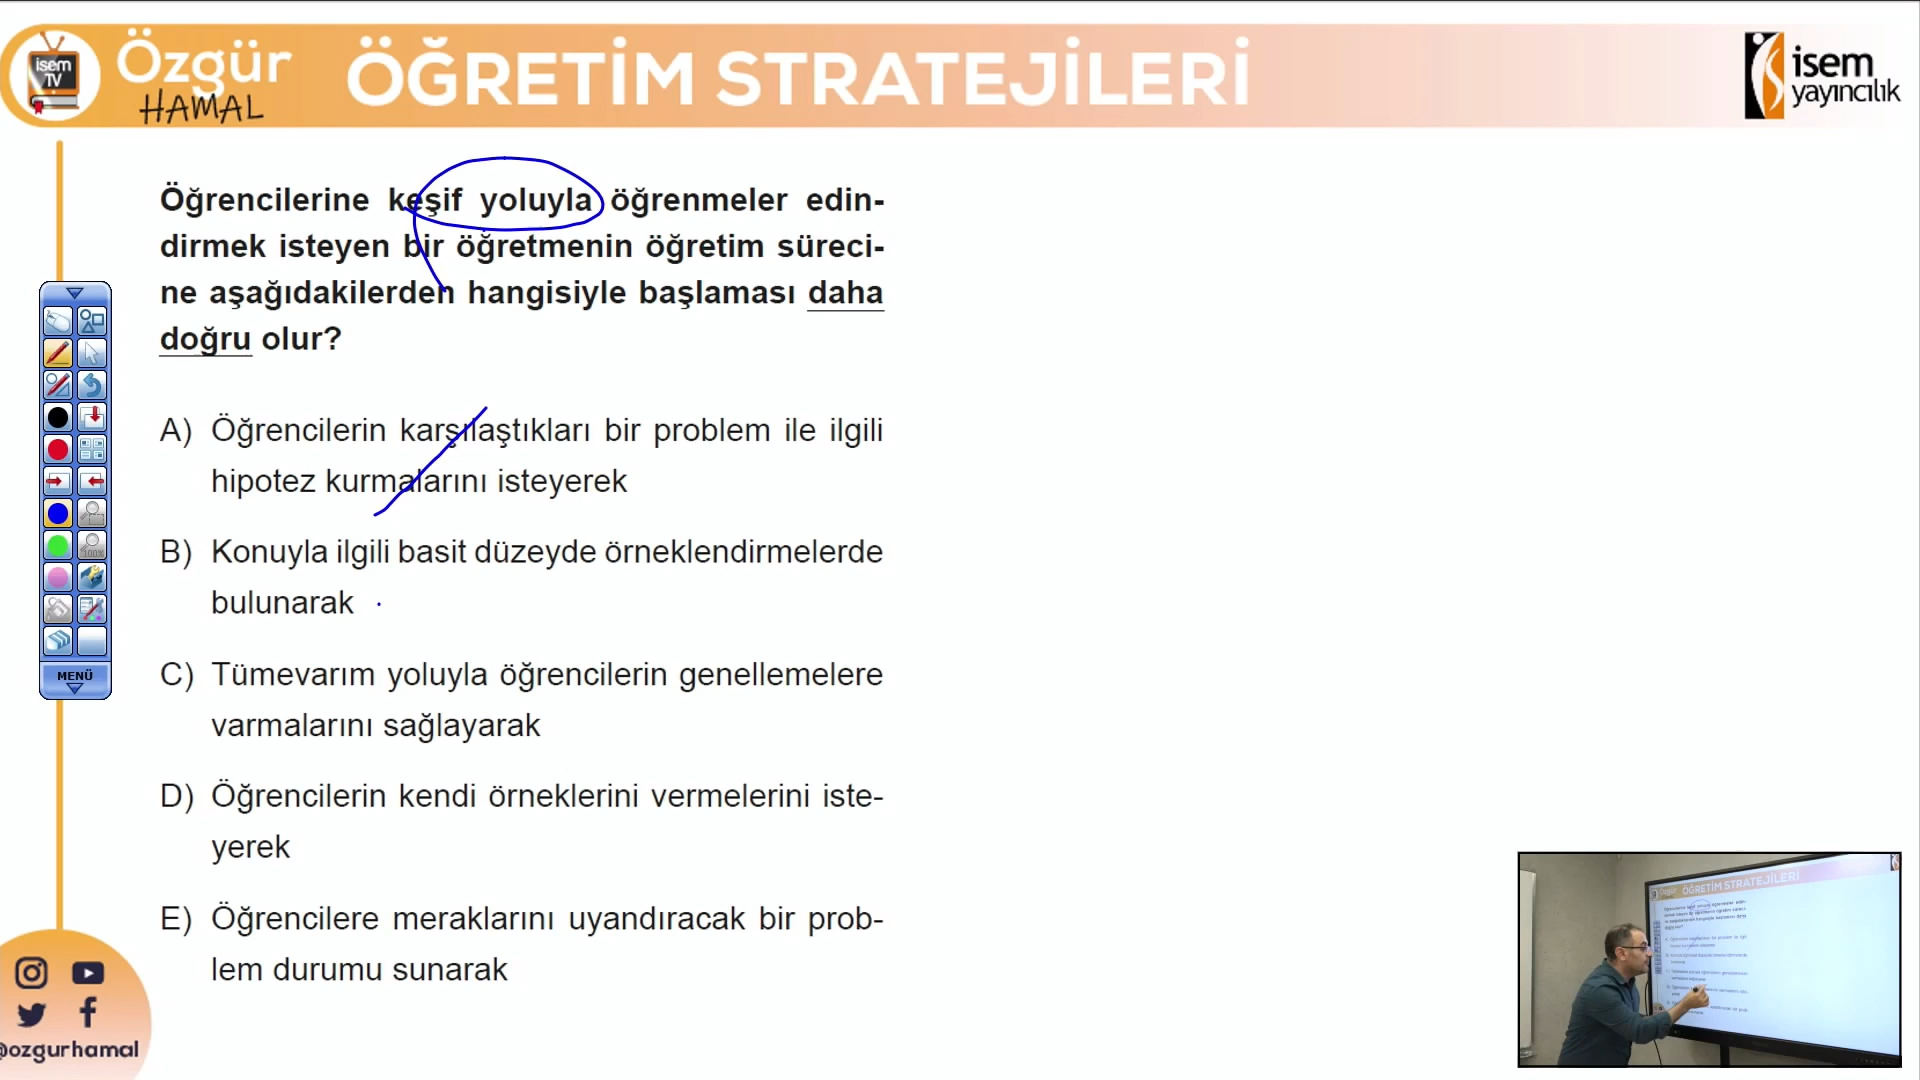 isem
TV
Özgür
HAMAL
ÖĞRETİM STRATEJİLERİ
isem
yayıncılık
Öğrencilerine keşif yoluyla öğrenmeler edin-
dirmek isteyen bir öğretmenin öğretim süreci-
ne aşağıdakilerden hangisiyle başlaması daha
doğru olur?
A) Öğrencilerin karşılaştıkları bir problem ile ilgili
hipotez kurmalarını isteyerek
B) Konuyla ilgili basit düzeyde örneklendirmelerde
bulunarak
C) Tümevarım yoluyla öğrencilerin genellemelere
varmalarını sağlayarak
D) Öğrencilerin kendi örneklerini vermelerini iste-
yerek
E) Öğrencilere meraklarını uyandıracak bir prob-
lem durumu sunarak
100%
MENÜ
@ozgurhamal
Özgür
ÖĞRETİM STRATEJİLERİ